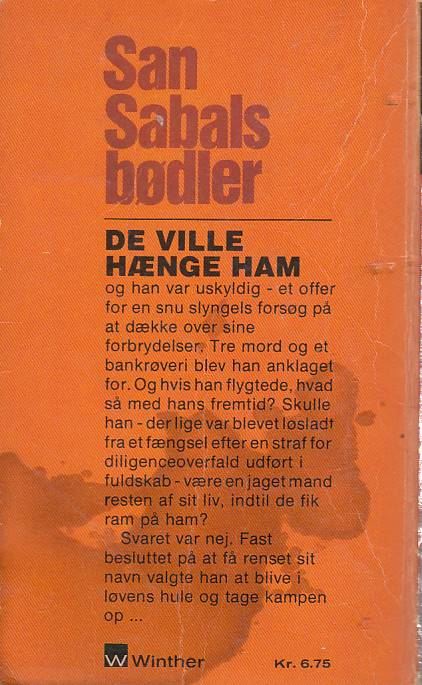 San
Sabals
bødler
DE VILLE
HÆNGE HAM
og han var uskyldig - et offer
for en snu slyngels forsøg på
at dække over sine
forbrydelser. Tre mord og et
bankrøveri blev han anklaget
for. Og hvis han flygtede, hvad
så med hans fremtid? Skulle
han - der lige var blevet løsladt
fra et fængsel efter en straf for
diligenceoverfald udført i
fuldskab - være en jaget mand
resten af sit liv, indtil de fik
ram på ham?
Svaret var nej. Fast
besluttet på at få renset sit
navn valgte han at blive i
løvens hule og tage kampen
op ...
W Winther
Kr. 6.75